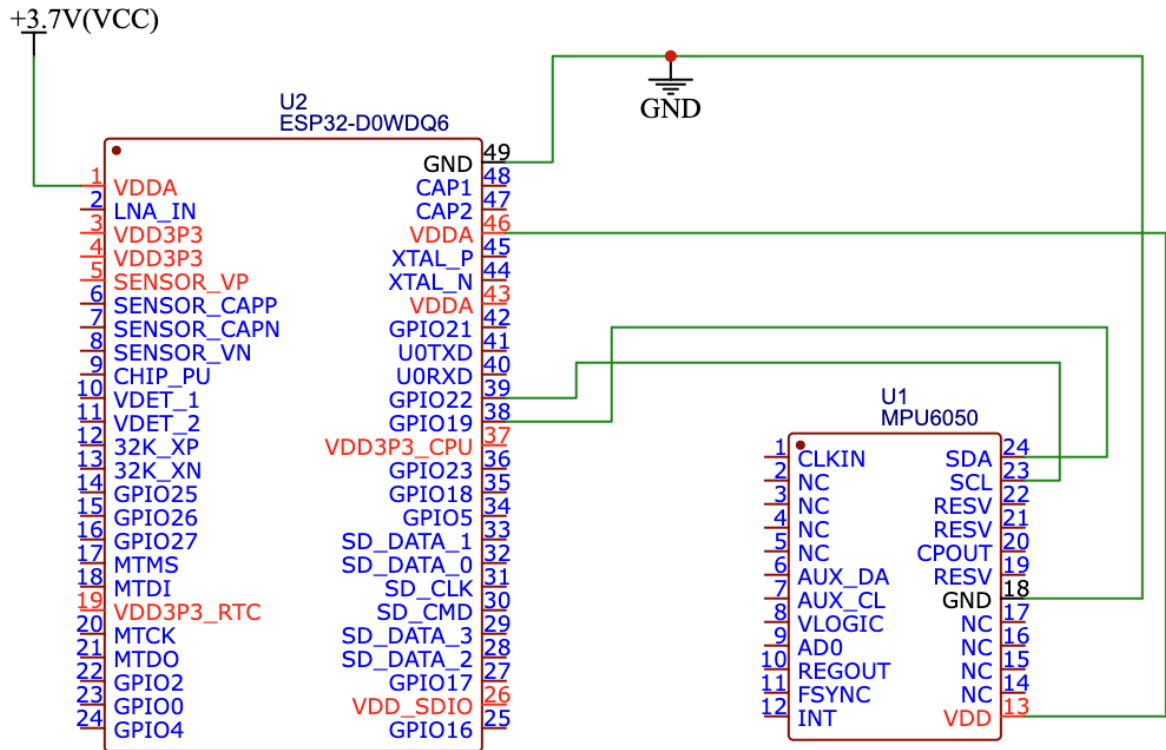 +3.7V(VCC)
GND
U2
ESP32-D0WDQ6
1 VDDA
2 LNA_IN
3 VDD3P3
4 VDD3P3
5 SENSOR_VP
6 SENSOR_CAPP
7 SENSOR_CAPN
8 SENSOR_VN
9 CHIP_PU
10 VDET_1
11 VDET_2
12 32K_XP
13 32K_XN
14 GPIO25
15 GPIO26
16 GPIO27
17 MTMS
18 MTDI
19 VDD3P3_RTC
20 MTCK
21 MTDO
22 GPIO2
23 GPIO0
24 GPIO4
GND 49
CAP1 48
CAP2 47
VDDA 46
XTAL_P 45
XTAL_N 44
VDDA 43
GPIO21 42
U0TXD 41
U0RXD 40
GPIO22 39
GPIO19 38
VDD3P3_CPU 37
GPIO23 36
GPIO18 35
GPIO5 34
SD_DATA_1 33
SD_DATA_0 32
SD_CLK 31
SD_CMD 30
SD_DATA_3 29
SD_DATA_2 28
GPIO17 27
VDD_SDIO 26
GPIO16 25
U1
MPU6050
1 CLKIN
2 NC
3 NC
4 NC
5 NC
6 AUX_DA
7 AUX_CL
8 VLOGIC
9 AD0
10 REGOUT
11 FSYNC
12 INT
SDA 24
SCL 23
RESV 22
RESV 21
CPOUT 20
RESV 19
GND 18
NC 17
NC 16
NC 15
NC 14
VDD 13